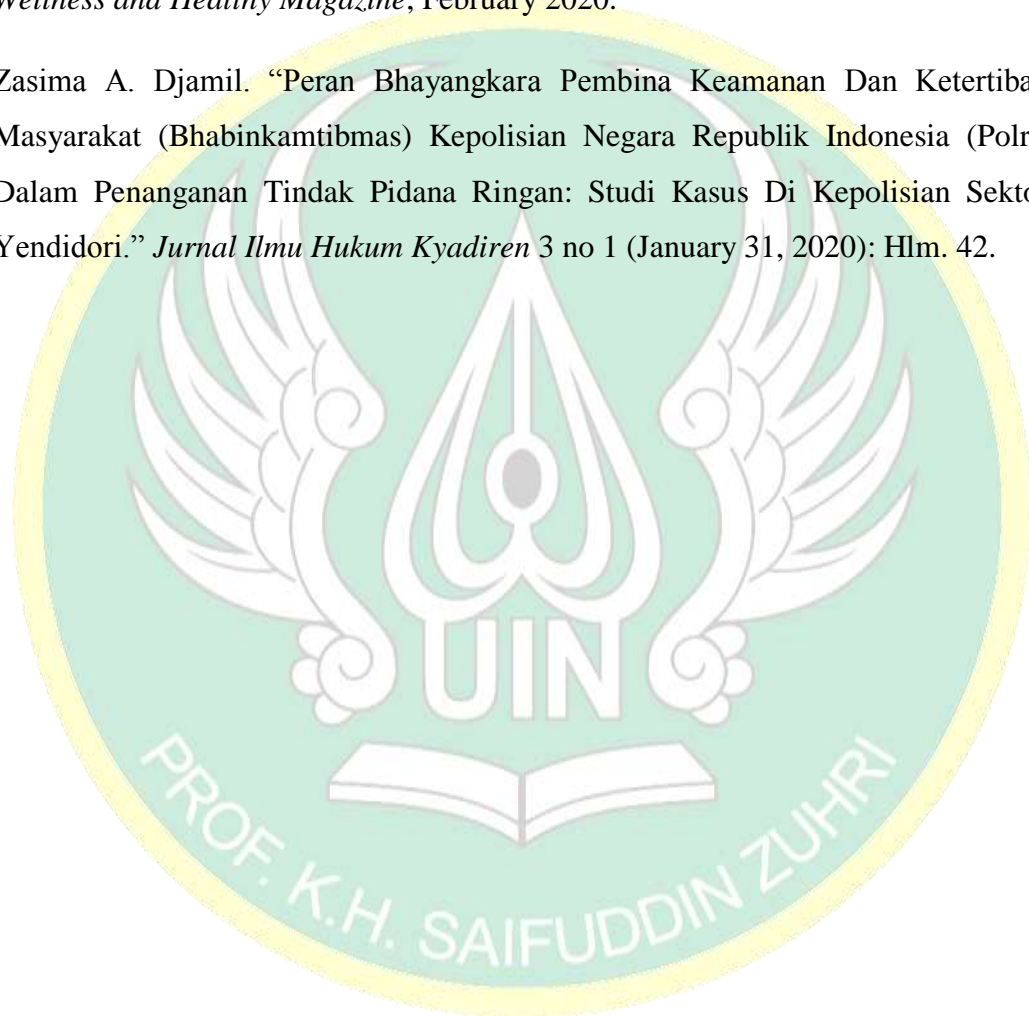 Wellness and Healthy Magazine, February 2020.
Zasima A. Djamil. “Peran Bhayangkara Pembina Keamanan Dan Ketertiba
Masyarakat (Bhabinkamtibmas) Kepolisian Negara Republik Indonesia (Polr
Dalam Penanganan Tindak Pidana Ringan: Studi Kasus Di Kepolisian Sekto
Yendidori.” Jurnal Ilmu Hukum Kyadiren 3 no 1 (January 31, 2020): Hlm. 42.
UIN
PROF. K.H. SAIFUDDIN ZUHRI